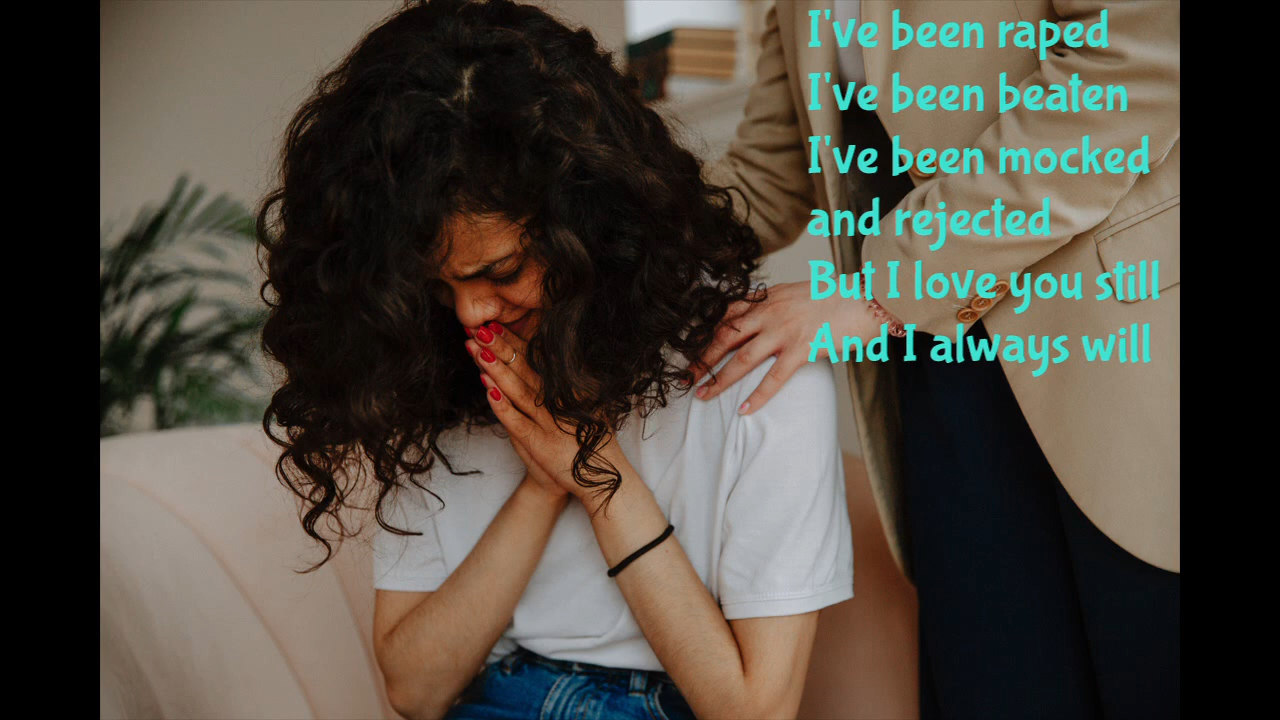 I've been raped
I've been beaten
I've been mocked
and rejected
But I love you still
And I always will